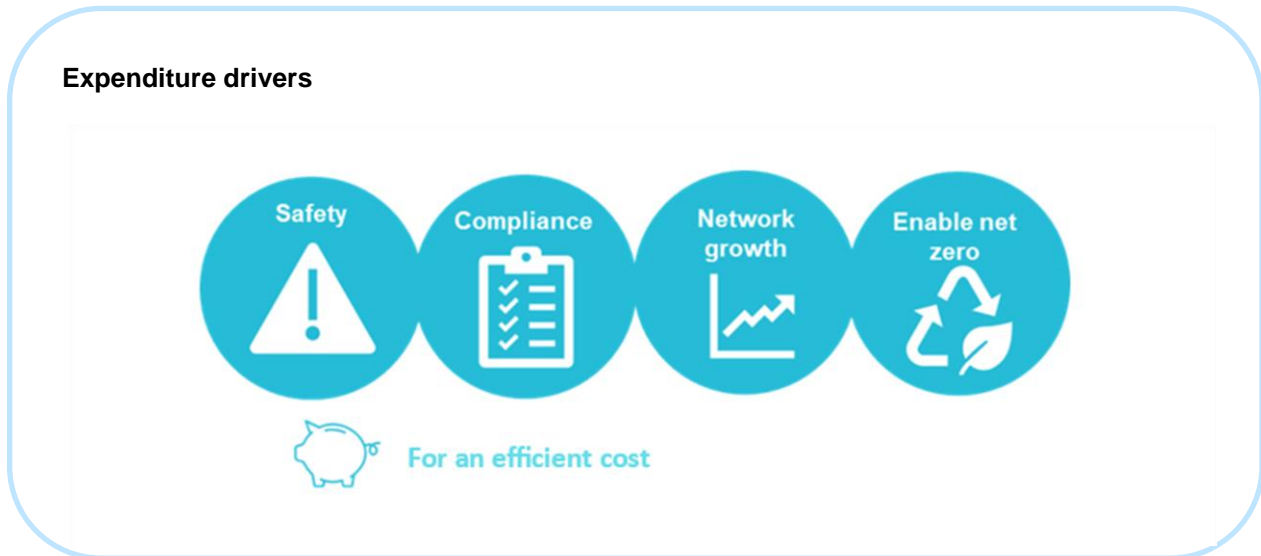 Expenditure drivers
Safety
Compliance
Network
growth
Enable net
zero
For an efficient cost